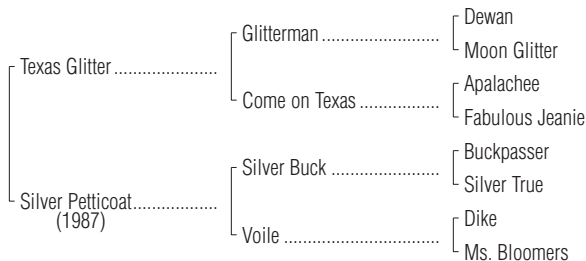 Dewan
Glitterman ........................................
Moon Glitter
Texas Glitter ........................
Apalachee
Come on Texas ...........................
Fabulous Jeanie
Buckpasser
Silver Buck .....................................
Silver True
Silver Petticoat...................
(1987)
Dike
Voile ................................................
Ms. Bloomers